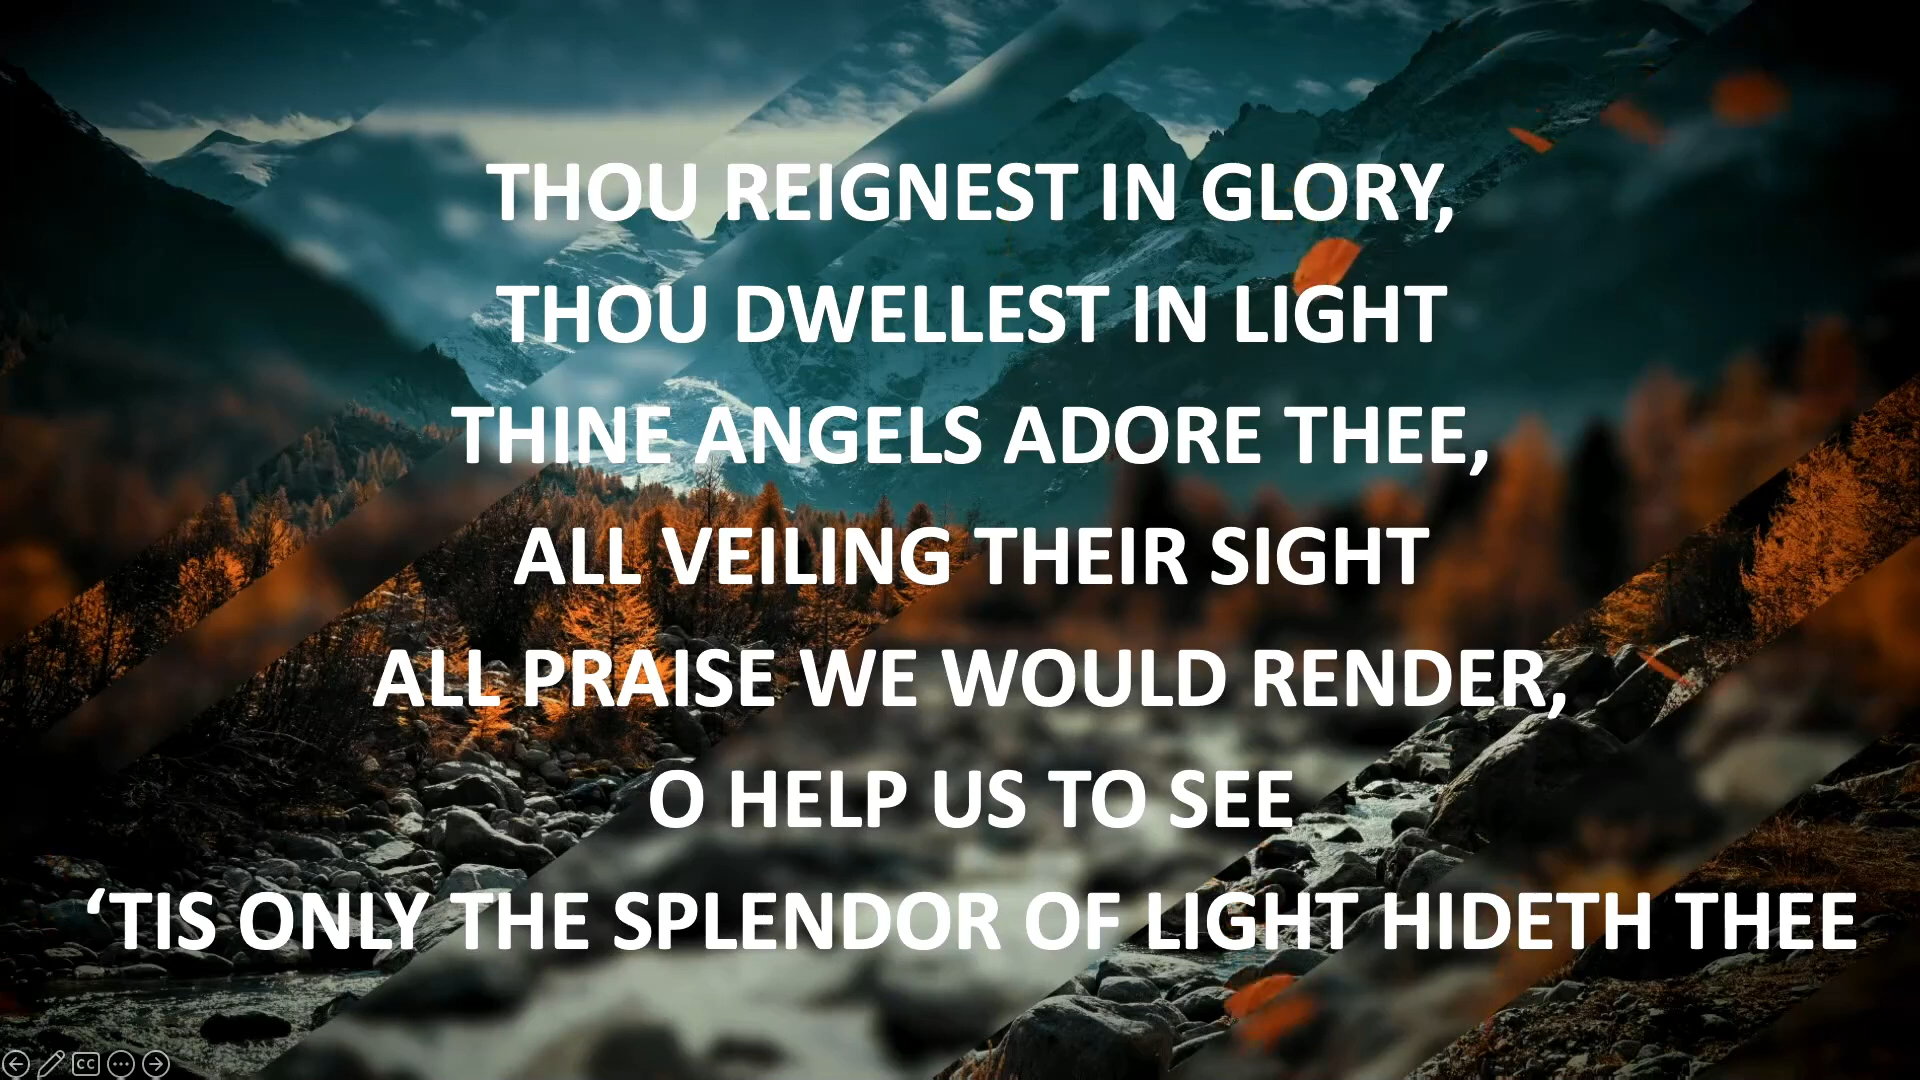 THOU REIGNEST IN GLORY,
THOU DWELLEST IN LIGHT
THINE ANGELS ADORE THEE,
ALL VEILING THEIR SIGHT
ALL PRAISE WE WOULD RENDER,
O HELP US TO SEE
‘TIS ONLY THE SPLENDOR OF LIGHT HIDETH THEE
CC